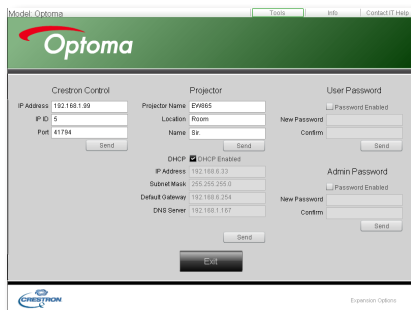 Model: Optoma
Tools
Info
Contact IT Help
Optoma
Crestron Control
IP Address 192.168.1.99
IP ID 5
Port 41794
Send
Projector
Projector Name EW865
Location Room
Name Sir.
Send
DHCP DHCP Enabled
IP Address 192.168.6.33
Subnet Mask 255.255.255.0
Default Gateway 192.168.6.254
DNS Server 192.168.1.167
Send
User Password
Password Enabled
New Password
Confirm
Send
Admin Password
Password Enabled
New Password
Confirm
Send
Exit
CRESTRON
Expansion Options